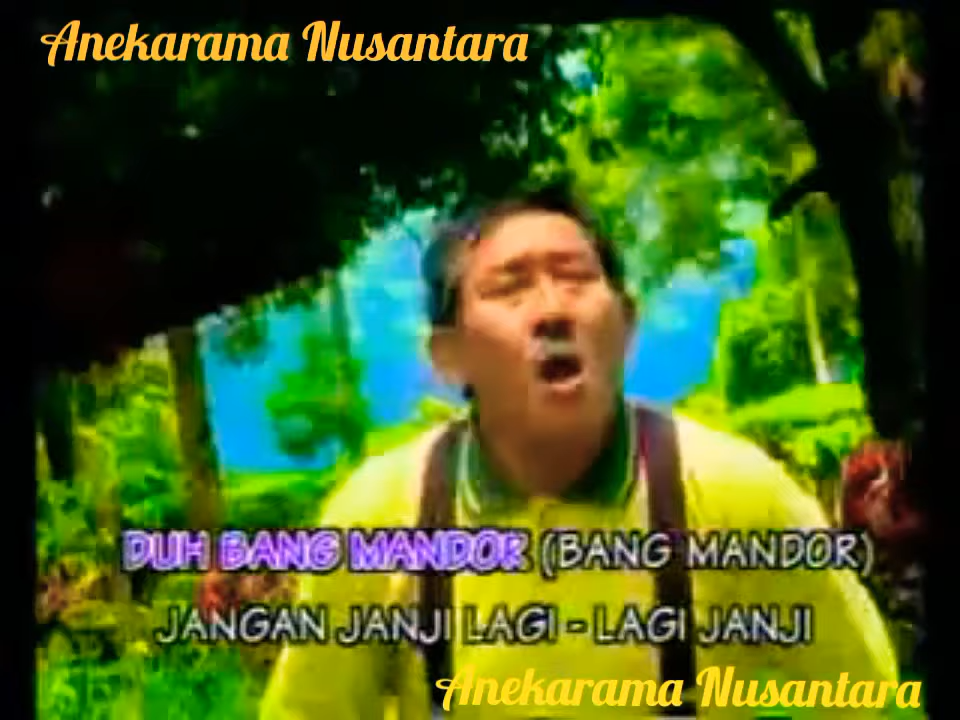 Anekarama Nusantara
DUH BANG MANDOR (BANG MANDOR)
JANGAN JANJI LAGI - LAGI JANJI
Anekarama Nusantara